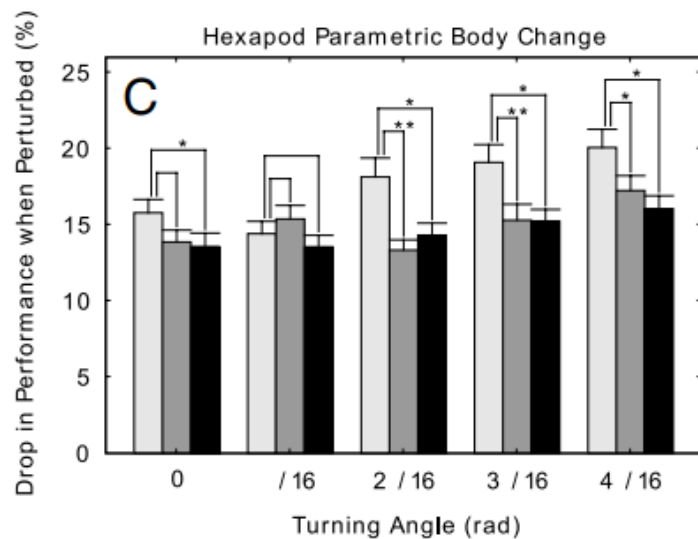 Hexapod Parametric Body Change
C
Drop in Performance when Perturbed (%)
25
20
15
10
5
0
*
*
**
*
**
*
*
0
/ 16
2 / 16
3 / 16
4 / 16
Turning Angle (rad)